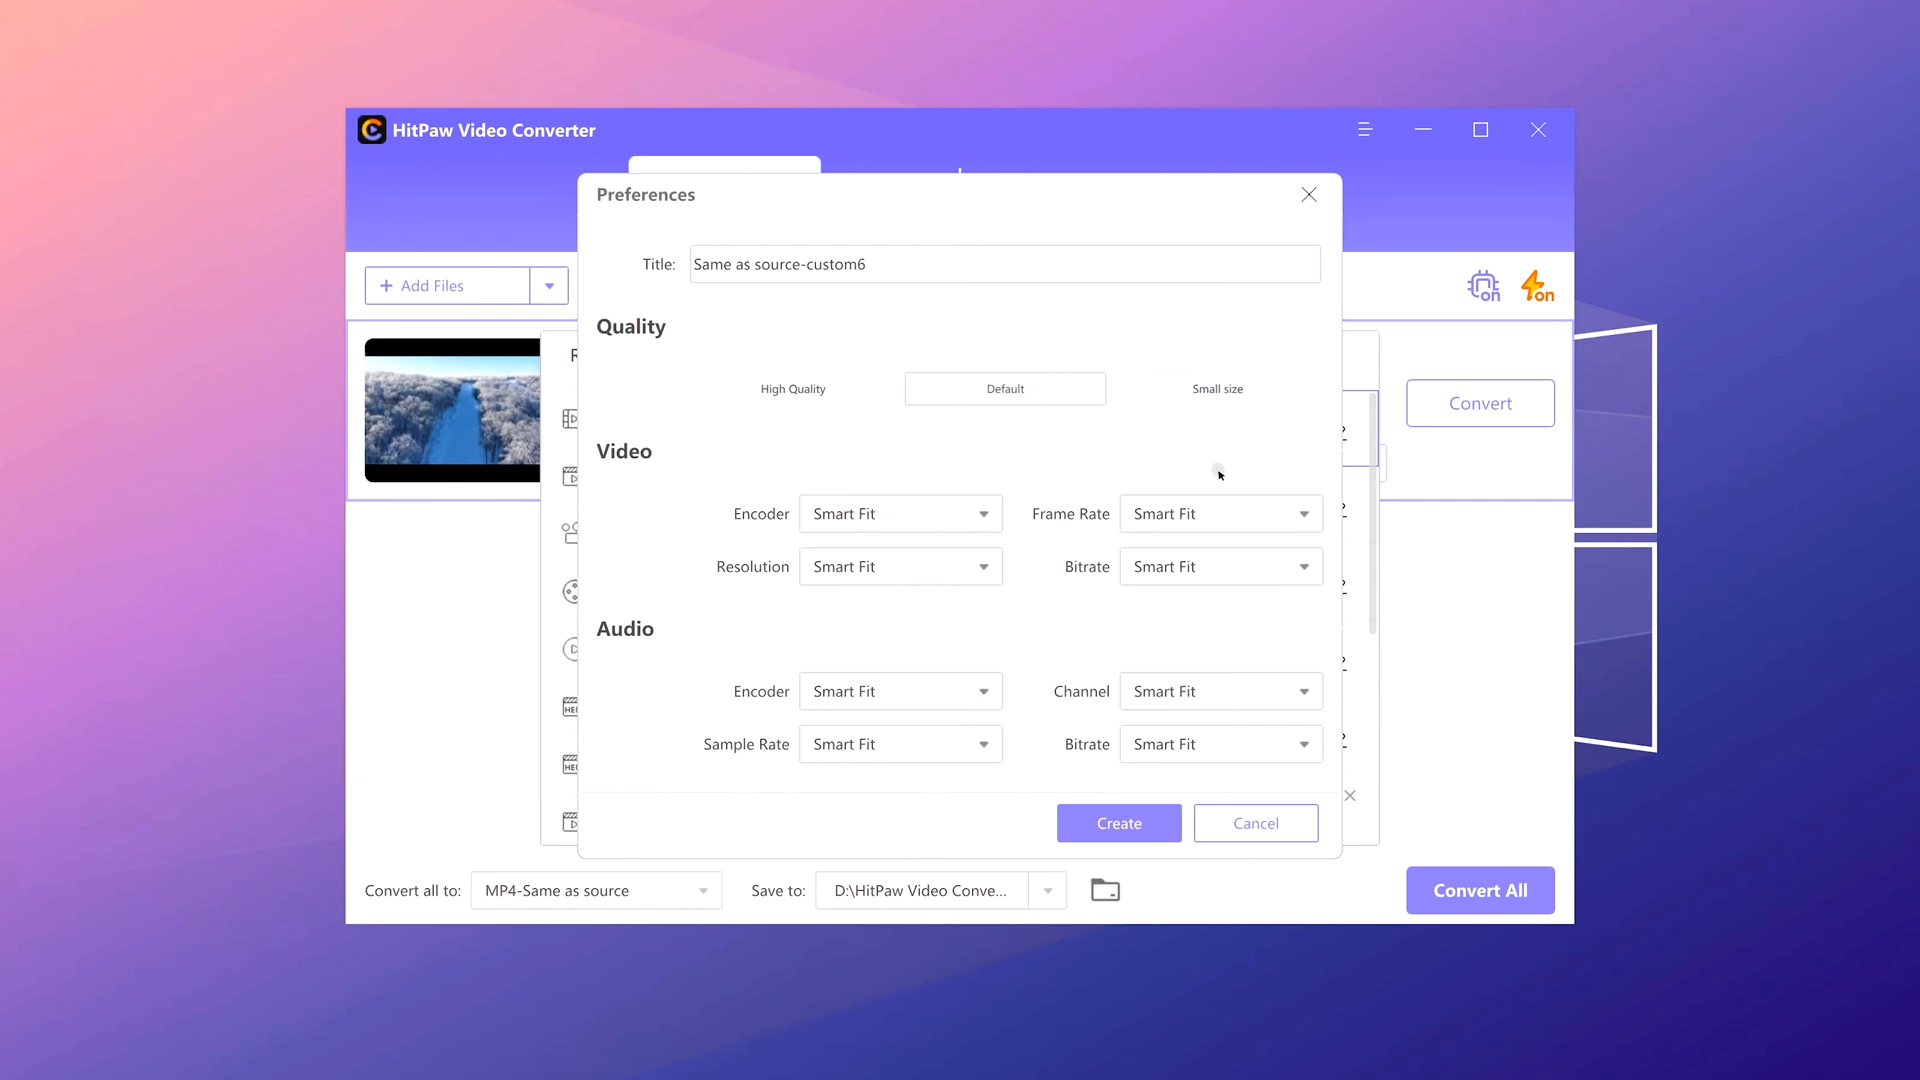 HitPaw Video Converter
Preferences
Title: Same as source-custom6
Add Files
on
on
Quality
High Quality Default Small size
Convert
Video
Encoder Smart Fit Frame Rate Smart Fit
Resolution Smart Fit Bitrate Smart Fit
Audio
Encoder Smart Fit Channel Smart Fit
Sample Rate Smart Fit Bitrate Smart Fit
Create Cancel
Convert all to: MP4-Same as source Save to: D:\HitPaw Video Conve... Convert All